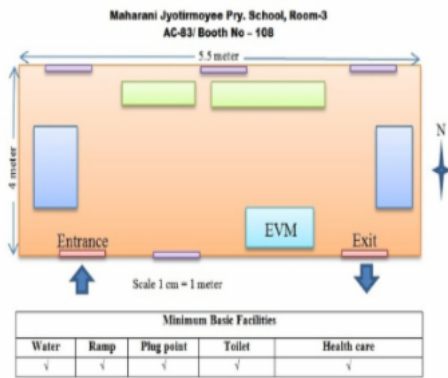 Maharani Jyotirmoyee Pry. School, Room-3
AC-83/ Booth No – 108
5.5 meter
4 meter
N
EVM
Entrance
Exit
Scale 1 cm = 1 meter
Minimum Basic Facilities
Water Ramp Plug point Toilet Health care
√ √ √ √ √